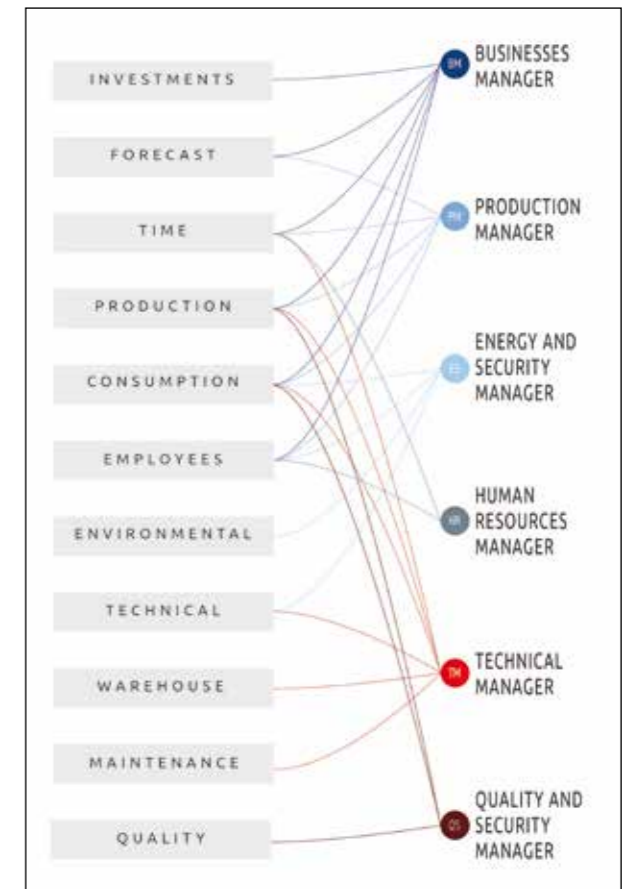 INVESTMENTS
FORECAST
TIME
PRODUCTION
CONSUMPTION
EMPLOYEES
ENVIRONMENTAL
TECHNICAL
WAREHOUSE
MAINTENANCE
QUALITY
BM
BUSINESSES
MANAGER
PM
PRODUCTION
MANAGER
ES
ENERGY AND
SECURITY
MANAGER
HR
HUMAN
RESOURCES
MANAGER
TM
TECHNICAL
MANAGER
QS
QUALITY AND
SECURITY
MANAGER